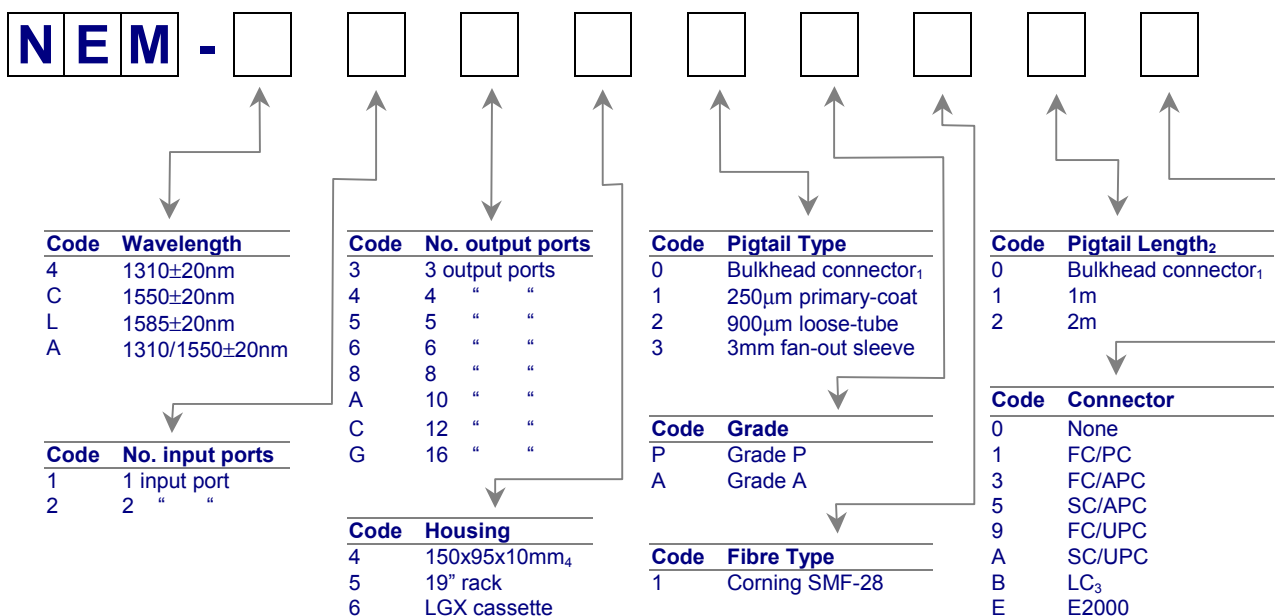 NEM -
Code Wavelength
4 1310±20nm
C 1550±20nm
L 1585±20nm
A 1310/1550±20nm
Code No. input ports
1 1 input port
2 2 “ “
Code No. output ports
3 3 output ports
4 4 “ “
5 5 “ “
6 6 “ “
8 8 “ “
A 10 “ “
C 12 “ “
G 16 “ “
Code Housing
4 150x95x10mm₄
5 19” rack
6 LGX cassette
Code Pigtail Type
0 Bulkhead connector₁
1 250μm primary-coat
2 900μm loose-tube
3 3mm fan-out sleeve
Code Grade
P Grade P
A Grade A
Code Fibre Type
1 Corning SMF-28
Code Pigtail Length₂
0 Bulkhead connector₁
1 1m
2 2m
Code Connector
0 None
1 FC/PC
3 FC/APC
5 SC/APC
9 FC/UPC
A SC/UPC
B LC₃
E E2000